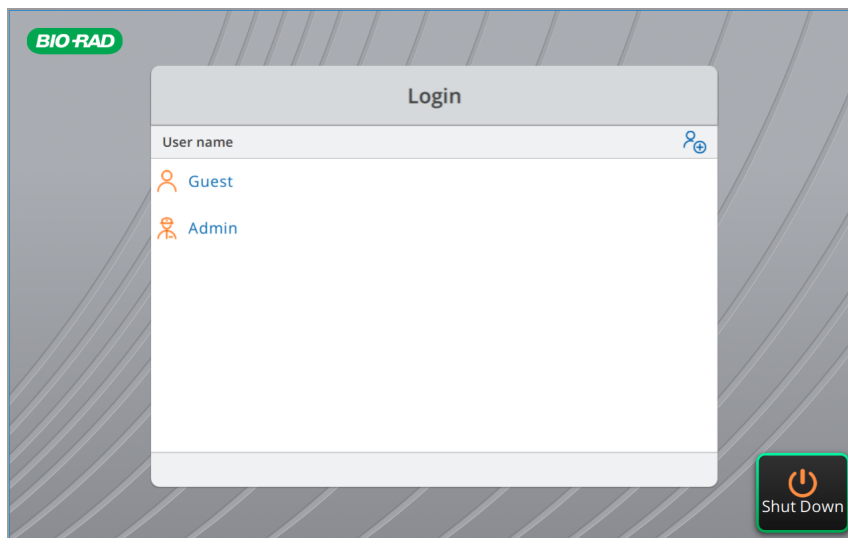 BIO-RAD
Login
User name
Guest
Admin
Shut Down